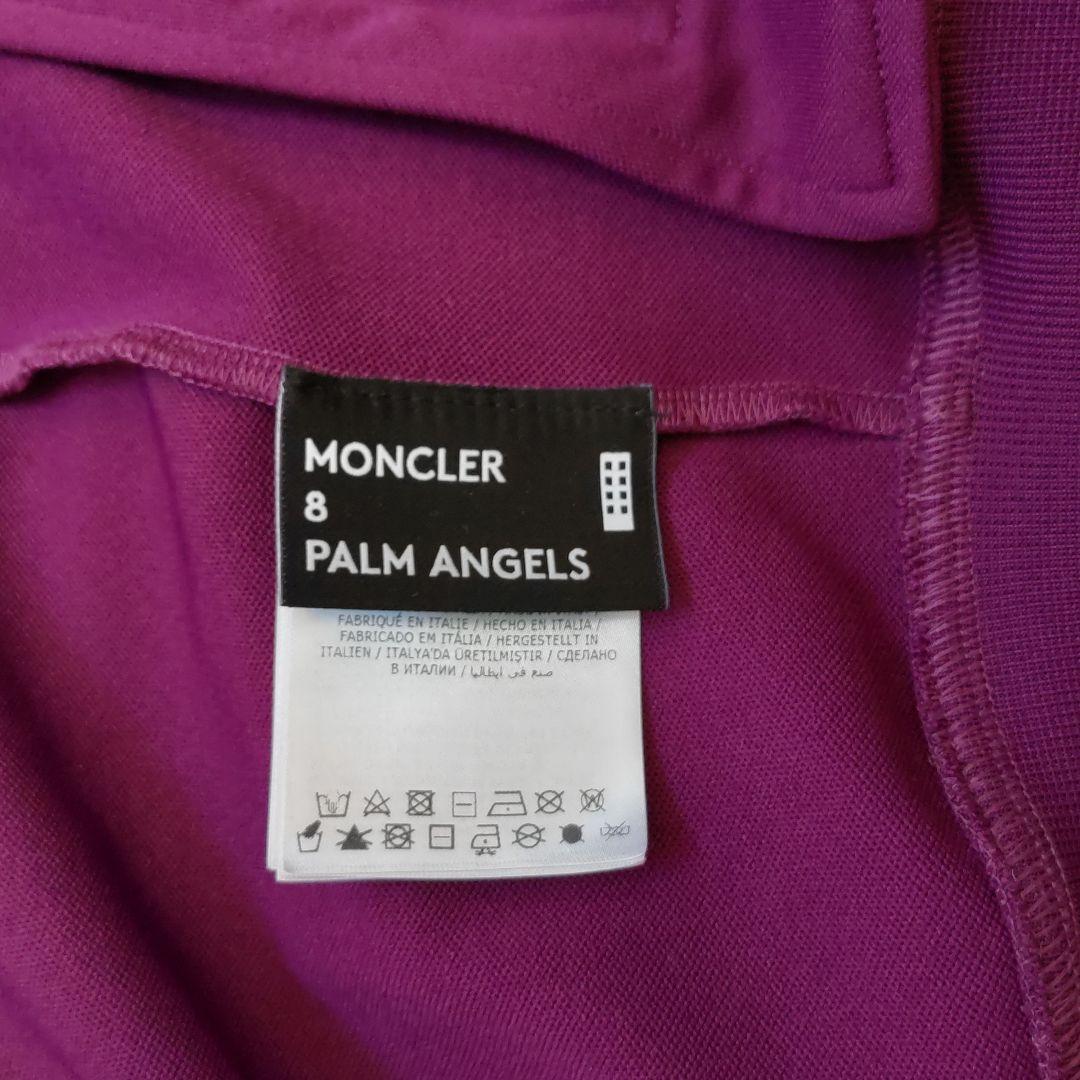 MONCLER
8
PALM ANGELS
FABRIQUÉ EN ITALIE / HECHO EN ITALIA /
FABRICADO EM ITÁLIA / HERGESTELLT IN
ITALIEN / ITALYA'DA ÜRETILMIŞTIR / СДЕЛАНО
В ИТАЛИИ / صنع في ايطاليا